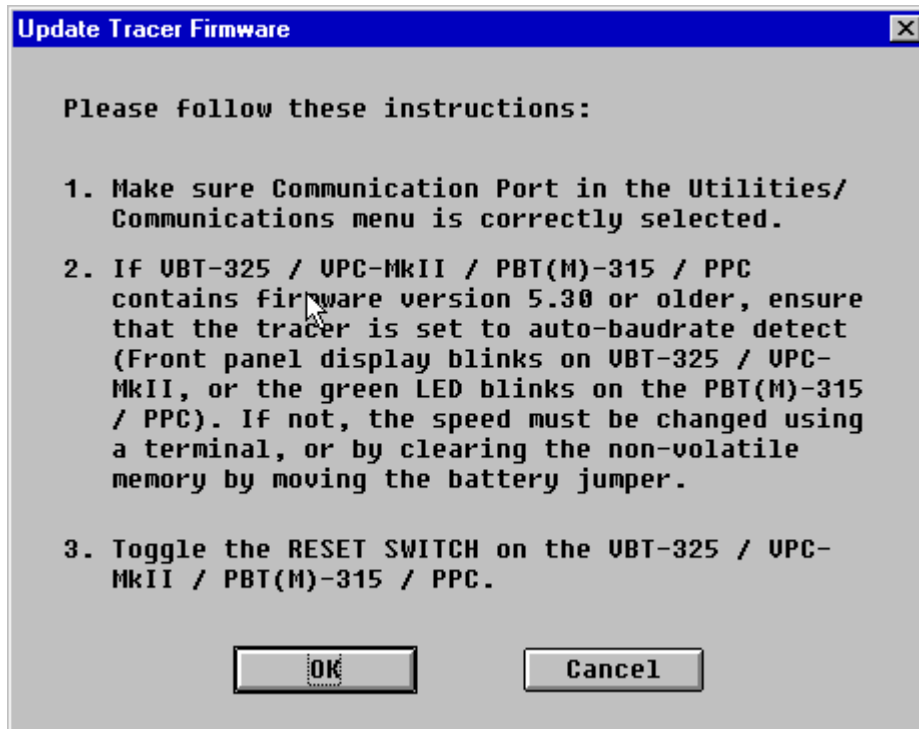 Update Tracer Firmware
Please follow these instructions:
1. Make sure Communication Port in the Utilities/
Communications menu is correctly selected.
2. If VBT-325 / VPC-MkII / PBT(M)-315 / PPC
contains firmware version 5.30 or older, ensure
that the tracer is set to auto-baudrate detect
(Front panel display blinks on VBT-325 / VPC-
MkII, or the green LED blinks on the PBT(M)-315
/ PPC). If not, the speed must be changed using
a terminal, or by clearing the non-volatile
memory by moving the battery jumper.
3. Toggle the RESET SWITCH on the VBT-325 / VPC-
MkII / PBT(M)-315 / PPC.
OK
Cancel